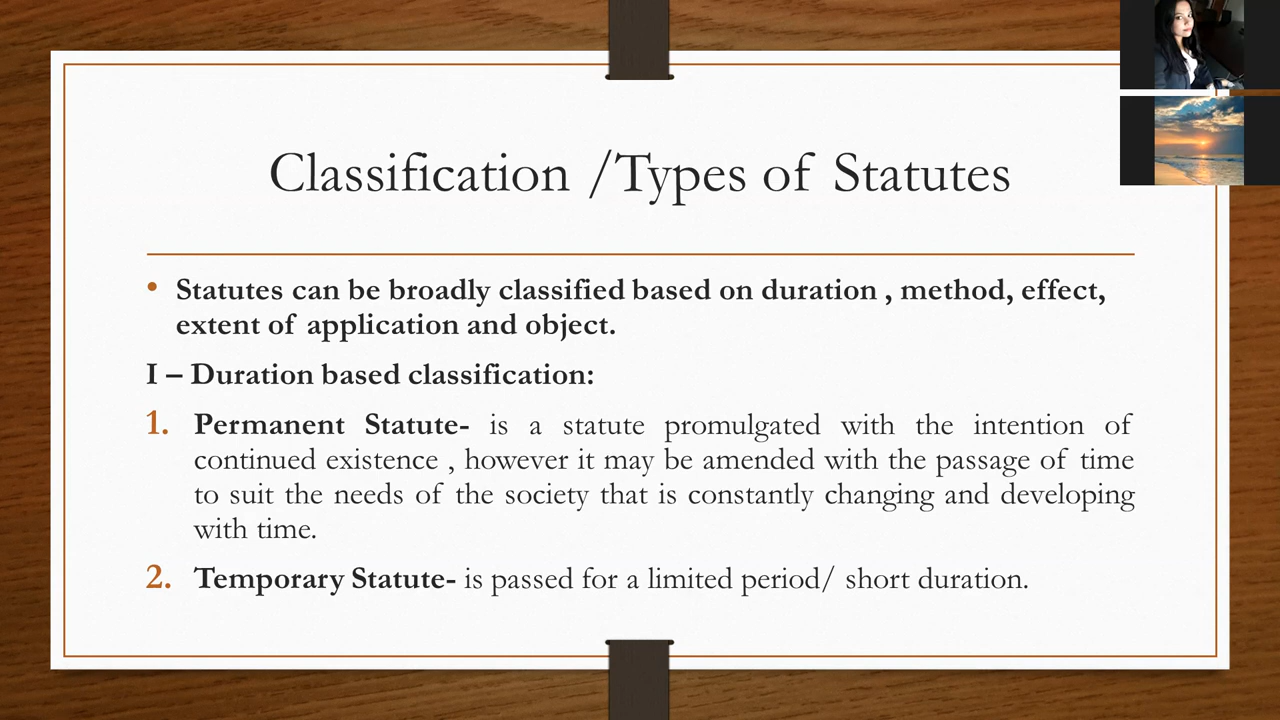 Classification /Types of Statutes
• Statutes can be broadly classified based on duration , method, effect,
extent of application and object.
I – Duration based classification:
1. Permanent Statute- is a statute promulgated with the intention of
continued existence , however it may be amended with the passage of time
to suit the needs of the society that is constantly changing and developing
with time.
2. Temporary Statute- is passed for a limited period/ short duration.